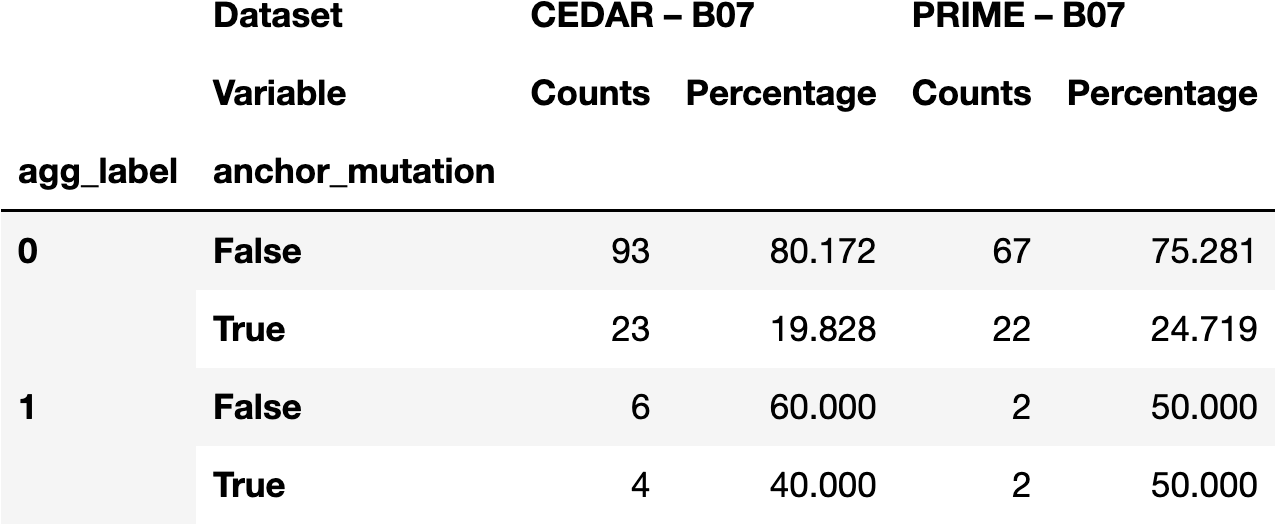 Dataset CEDAR – B07 PRIME – B07
Variable Counts Percentage Counts Percentage
agg_label anchor_mutation
0 False 93 80.172 67 75.281
True 23 19.828 22 24.719
1 False 6 60.000 2 50.000
True 4 40.000 2 50.000